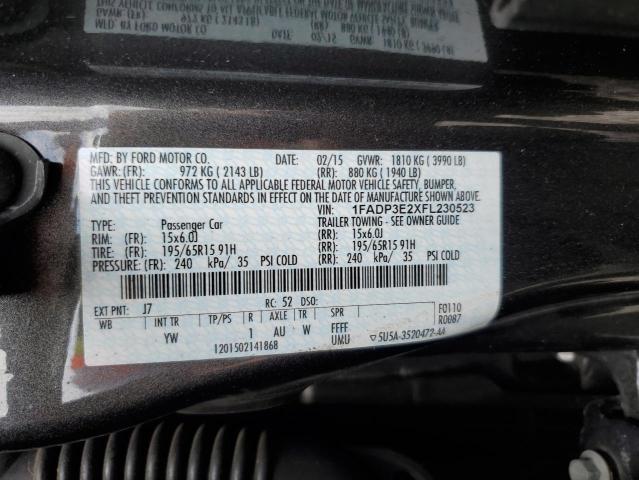 MFD. BY FORD MOTOR CO. DATE: 02/15 GVWR: 1810 KG ( 3990 LB)
GAWR: (FR): 972 KG ( 2143 LB) (RR): 880 KG ( 1940 LB)
THIS VEHICLE CONFORMS TO ALL APPLICABLE FEDERAL MOTOR VEHICLE SAFETY, BUMPER,
AND THEFT PREVENTION STANDARDS IN EFFECT ON THE DATE OF MANUFACTURE SHOWN ABOVE.
VIN: 1FADP3E2XFL230523
TYPE: Passenger Car TRAILER TOWING - SEE OWNER GUIDE
RIM: (FR) 15x6.0J (RR): 15x6.0J
TIRE: (FR) 195/65R15 91H (RR): 195/65R15 91H
PRESSURE: (FR) 240 kPa/ 35 PSI COLD (RR): 240 kPa/ 35 PSI COLD
EXT PNT: J7 RC: 52 DSO: F0110
WB INT TR TP/PS R AXLE TR SPR R0087
YW 1 AU W FFFF
1201502141868 UMU 5U5A-3520472-AA